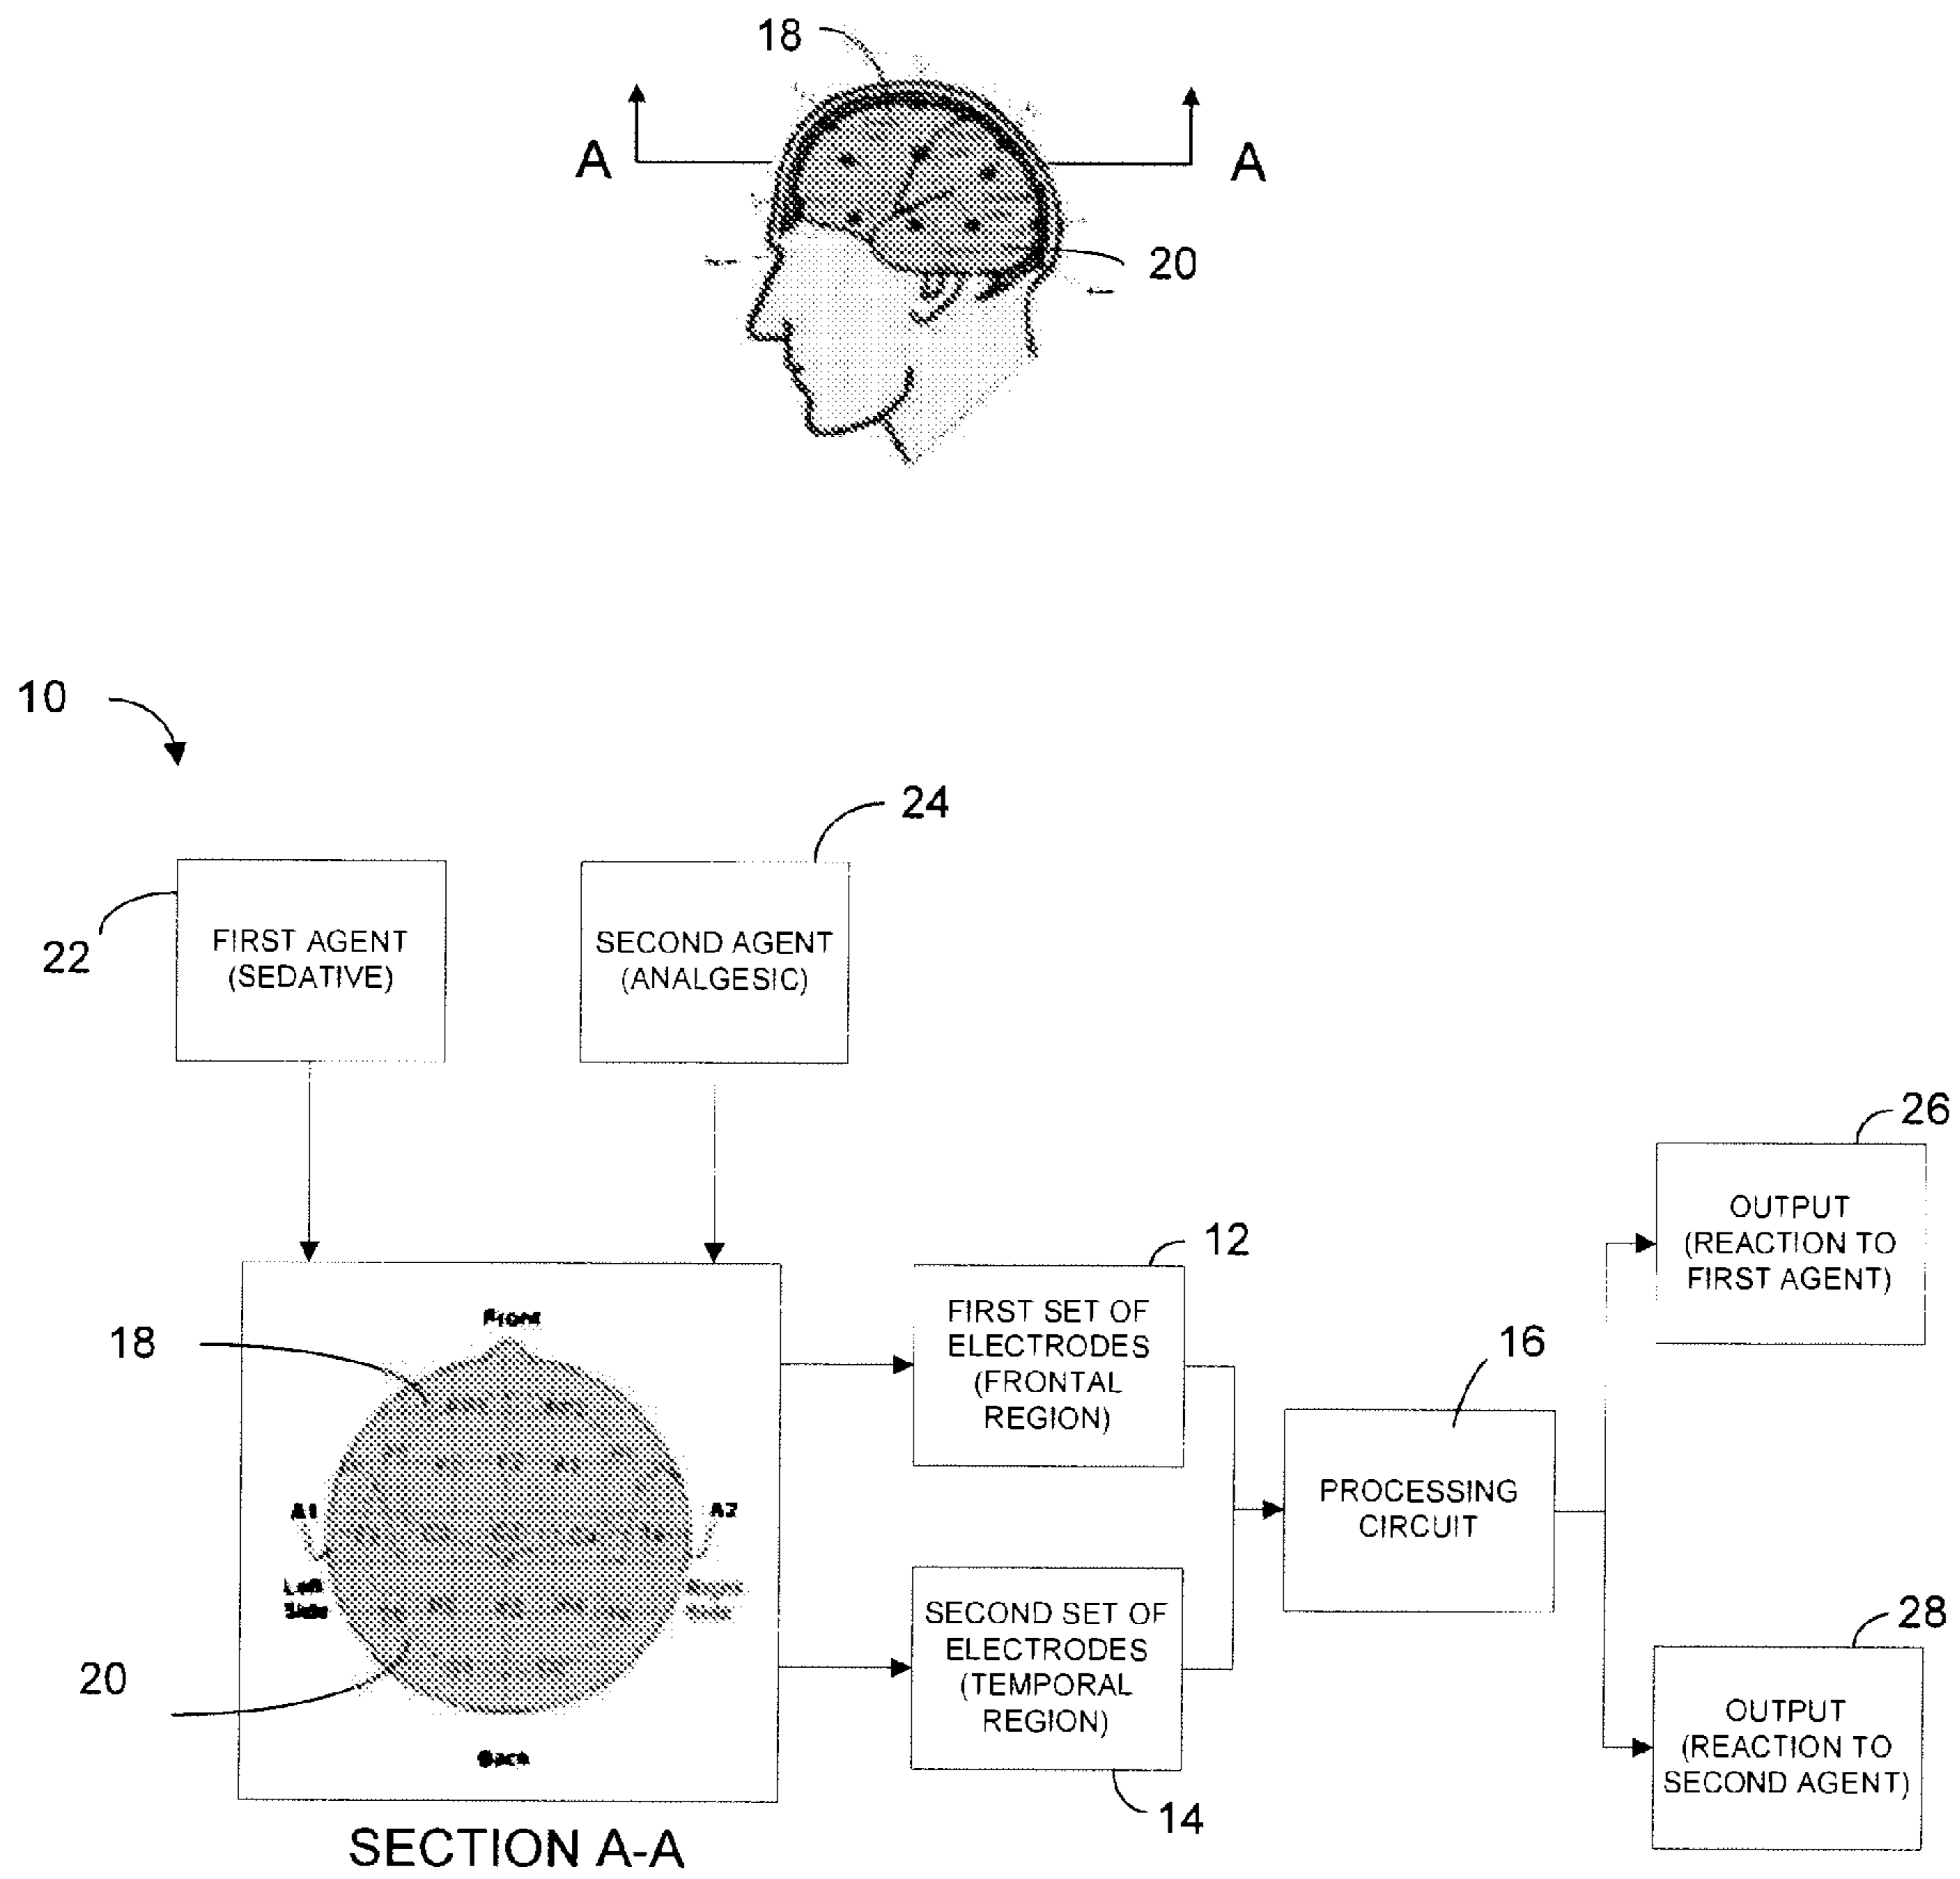 18
A
A
20
10
24
22
FIRST AGENT
(SEDATIVE)
SECOND AGENT
(ANALGESIC)
26
OUTPUT
(REACTION TO
FIRST AGENT)
12
FIRST SET OF
ELECTRODES
(FRONTAL
REGION)
18
Front
16
PROCESSING
CIRCUIT
A1
A2
Left
Side
SECOND SET OF
ELECTRODES
(TEMPORAL
REGION)
28
OUTPUT
(REACTION TO
SECOND AGENT)
20
Back
14
SECTION A-A